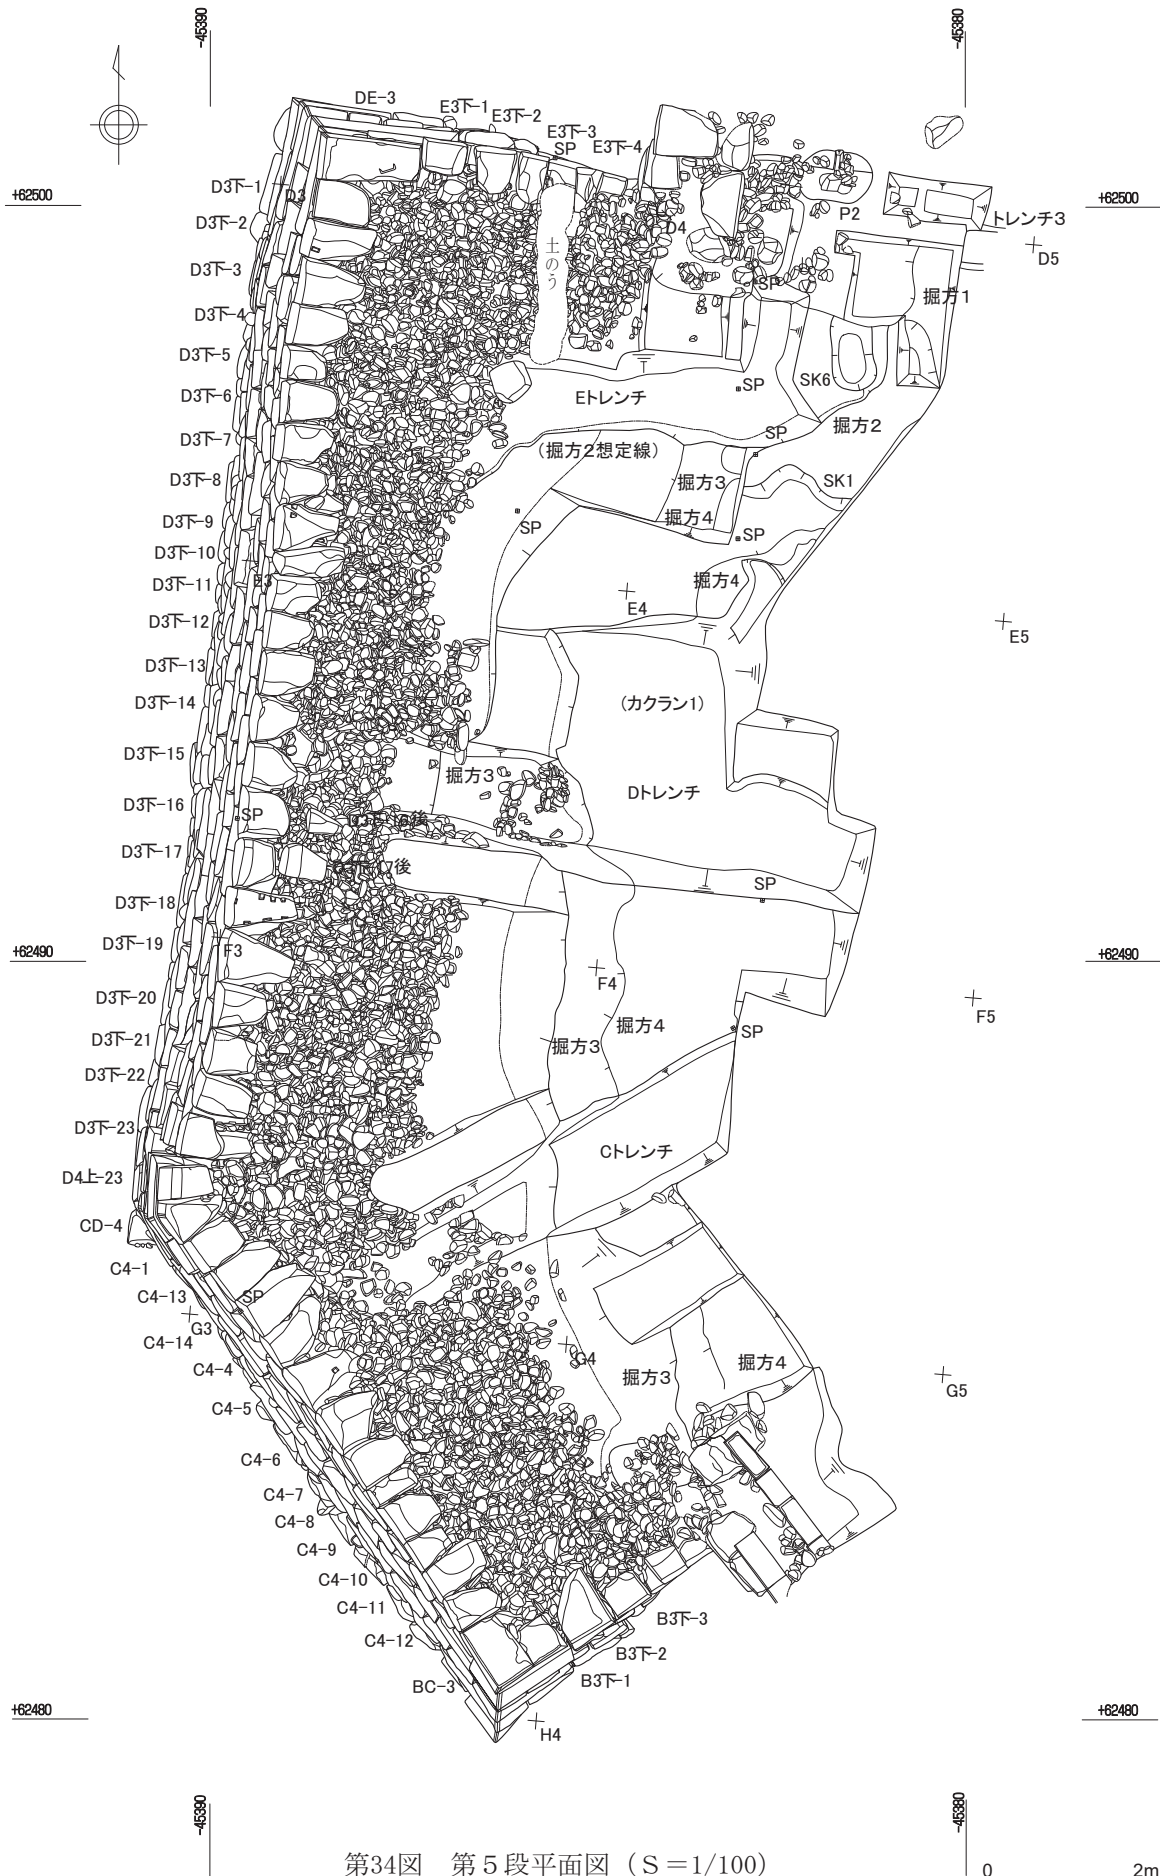 -45390
-45380
DE-3
E3下-1
E3下-2
E3下-3
SP
E3下-4
D3下-1
D3
+62500
+62500
D3下-2
P2
トレンチ3
D4
D5
土のう
D3下-3
SP
掘方1
D3下-4
D3下-5
SK6
D3下-6
Eトレンチ
SP
掘方2
D3下-7
SP
(掘方2想定線)
D3下-8
掘方3
SK1
掘方4
D3下-9
SP
SP
D3下-10
D3下-11
E3
掘方4
E4
D3下-12
E5
D3下-13
D3下-14
(カクラン1)
D3下-15
掘方3
Dトレンチ
D3下-16
SP
D3下-16後
D3下-17
後
D3下-18
SP
D3下-19
F3
+62490
+62490
F4
D3下-20
F5
D3下-21
掘方4
SP
掘方3
D3下-22
D3下-23
Cトレンチ
D4上-23
CD-4
C4-1
C4-13
SP
G3
C4-14
C4-4
G4
掘方3
掘方4
G5
C4-5
C4-6
C4-7
C4-8
C4-9
C4-10
C4-11
C4-12
B3下-3
B3下-2
BC-3
B3下-1
+62480
+62480
H4
-45390
-45380
第34図 第5段平面図(S=1/100)
0 2m